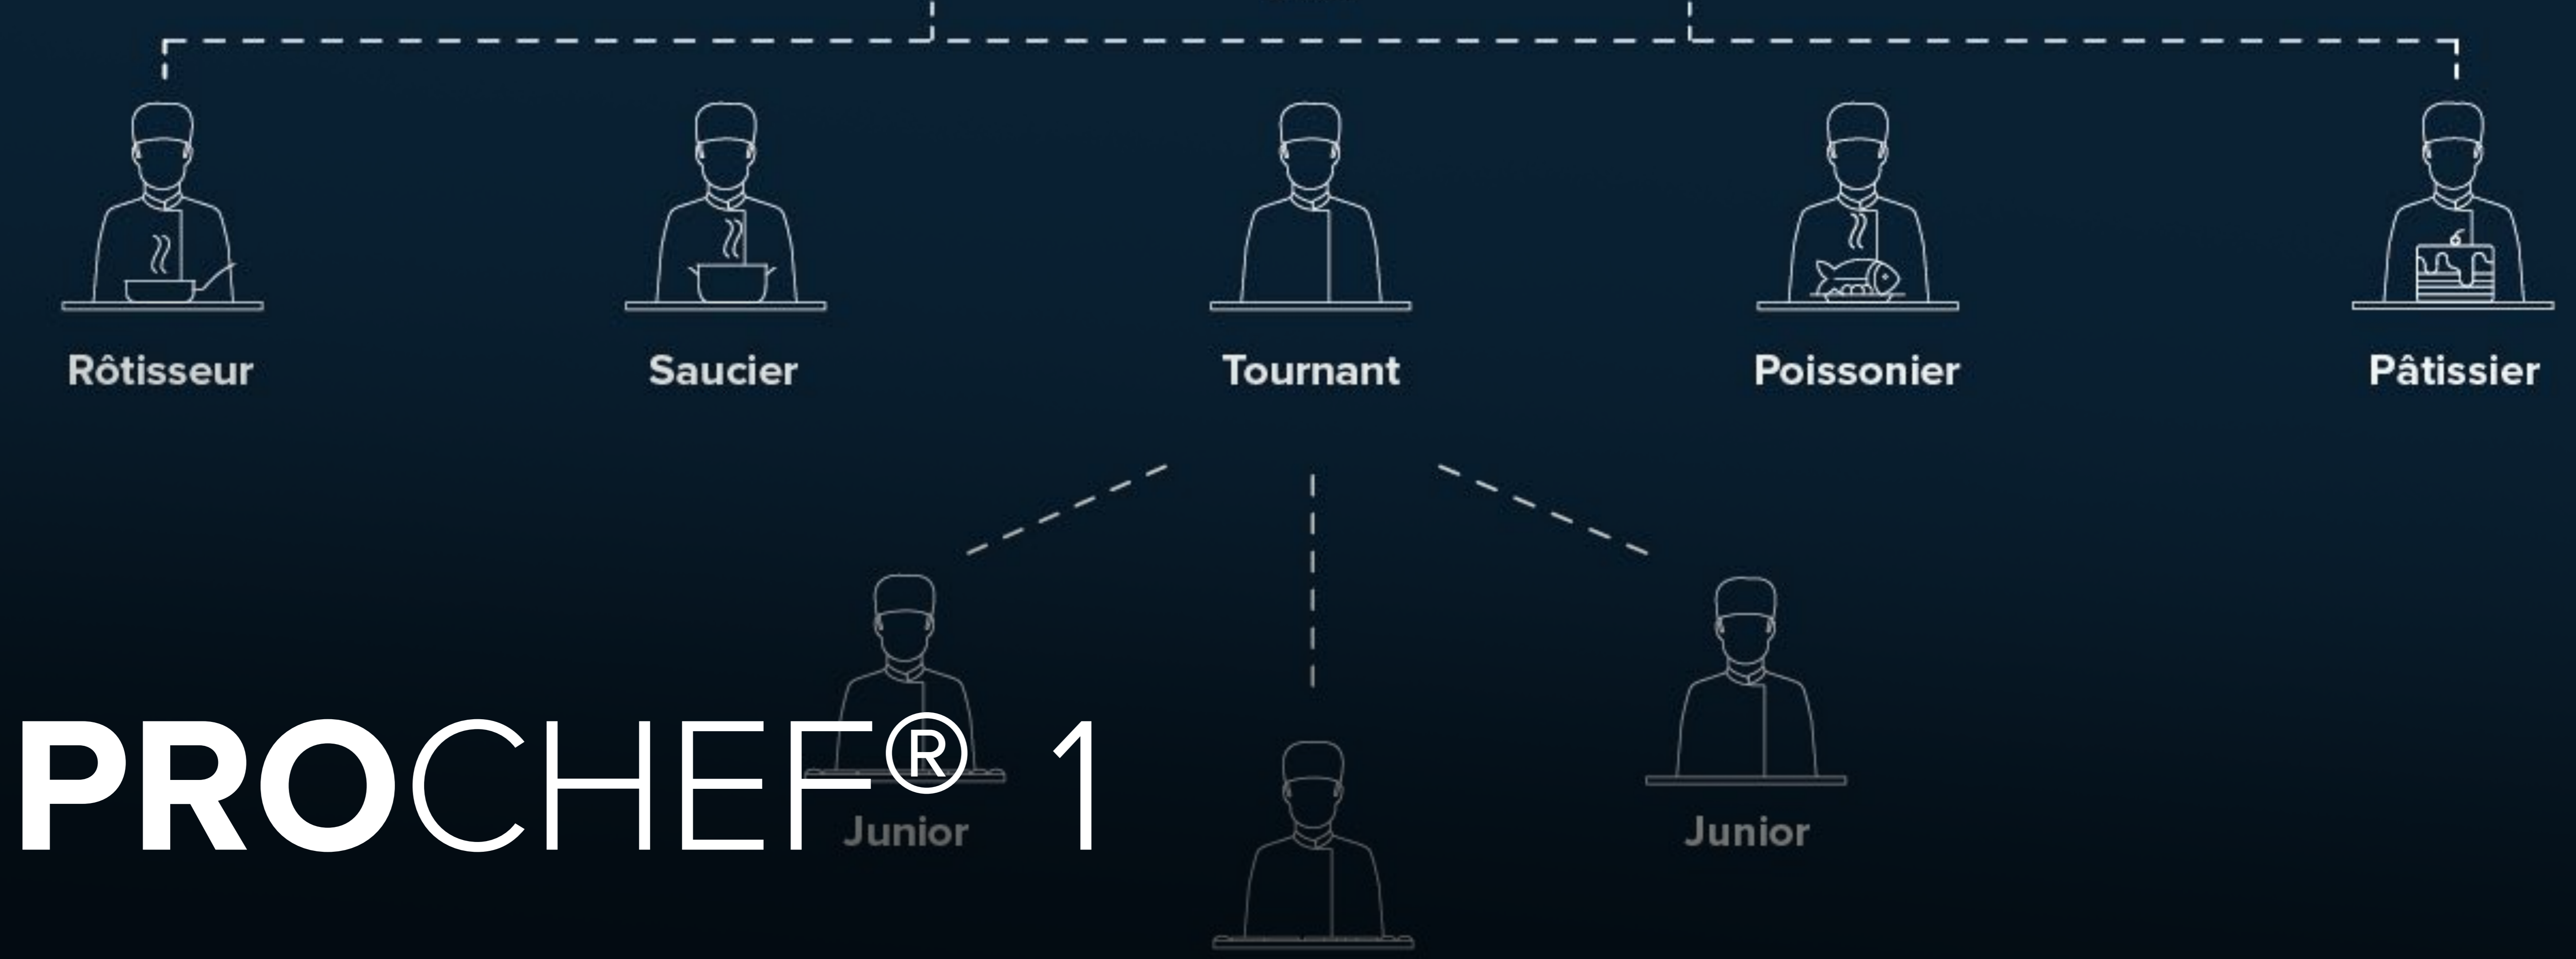 Rôtisseur
Saucier
Tournant
Poissonier
Pâtissier
PROCHEF® 1
Junior
Junior